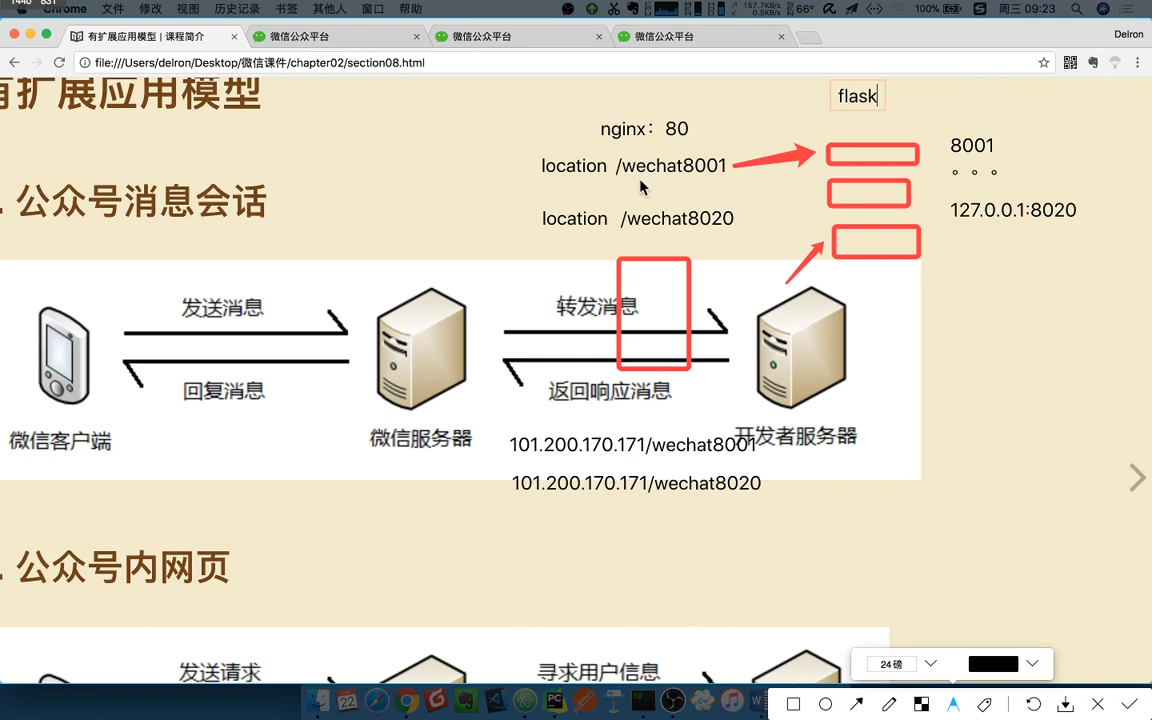 Chrome 文件 修改 视图 历史记录 书签 其他人 窗口 帮助 157.7KB/s 0.5KB/s 66° 100% 周三 09:23
有扩展应用模型 | 课程简介 微信公众平台 微信公众平台 微信公众平台 Delron
file:///Users/delron/Desktop/微信课件/chapter02/section08.html
有扩展应用模型
flask
nginx：80
location /wechat8001
8001
。。。
. 公众号消息会话
location /wechat8020
127.0.0.1:8020
发送消息
转发消息
回复消息
返回响应消息
微信客户端
微信服务器
开发者服务器
101.200.170.171/wechat8001
101.200.170.171/wechat8020
. 公众号内网页
发送请求
寻求用户信息
24 磅